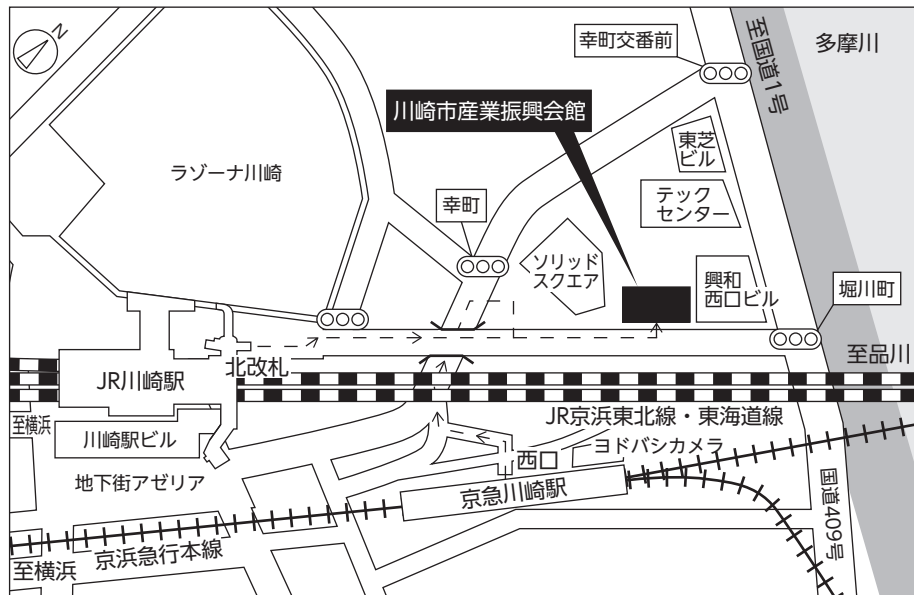 N
幸町交番前
至国道1号
多摩川
川崎市産業振興会館
東芝
ビル
ラゾーナ川崎
テック
センター
幸町
ソリッド
スクエア
興和
西口ビル
堀川町
北改札
至品川
JR川崎駅
JR京浜東北線・東海道線
至横浜
川崎駅ビル
ヨドバシカメラ
西口
地下街アゼリア
京急川崎駅
国道409号
京浜急行本線
至横浜